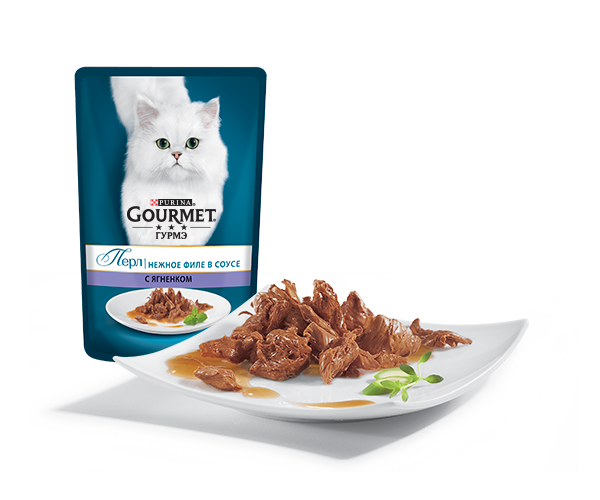 PURINA
GOURMET
ГУРМЭ
Перл | НЕЖНОЕ ФИЛЕ В СОУСЕ
С ЯГНЕНКОМ